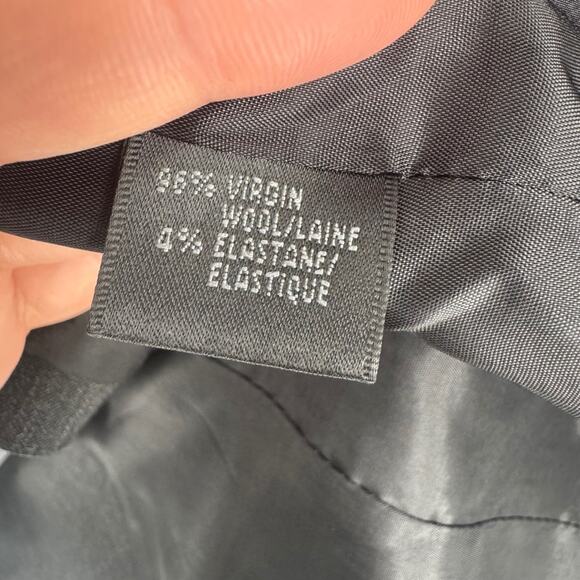 96% VIRGIN
WOOL/LAINE
4% ELASTANE/
ELASTIQUE